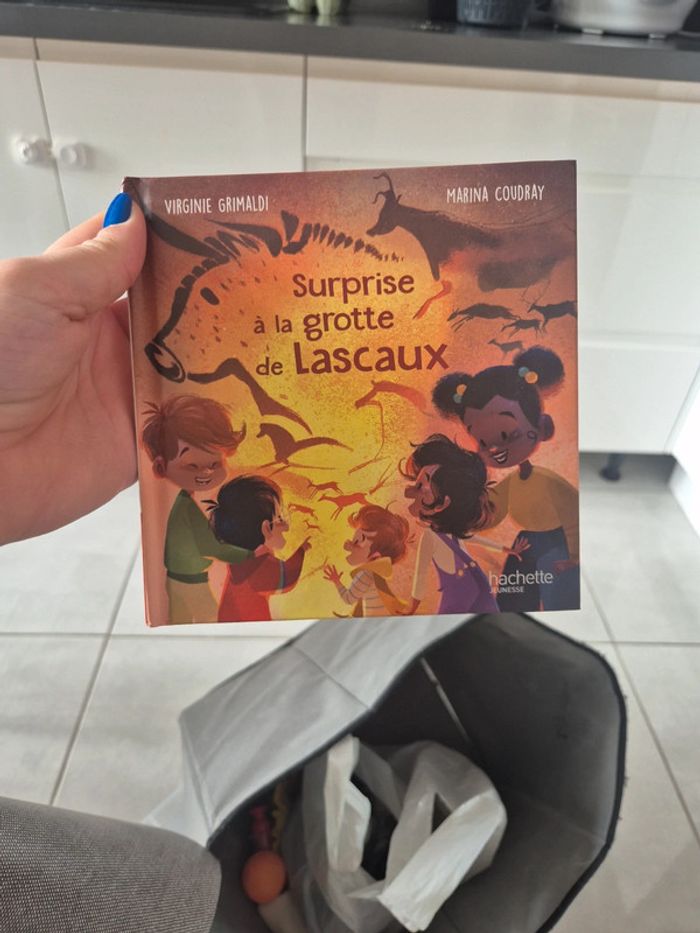 VIRGINIE GRIMALDI
MARINA COUDRAY
Surprise
à la grotte
de Lascaux
hachette
JEUNESSE